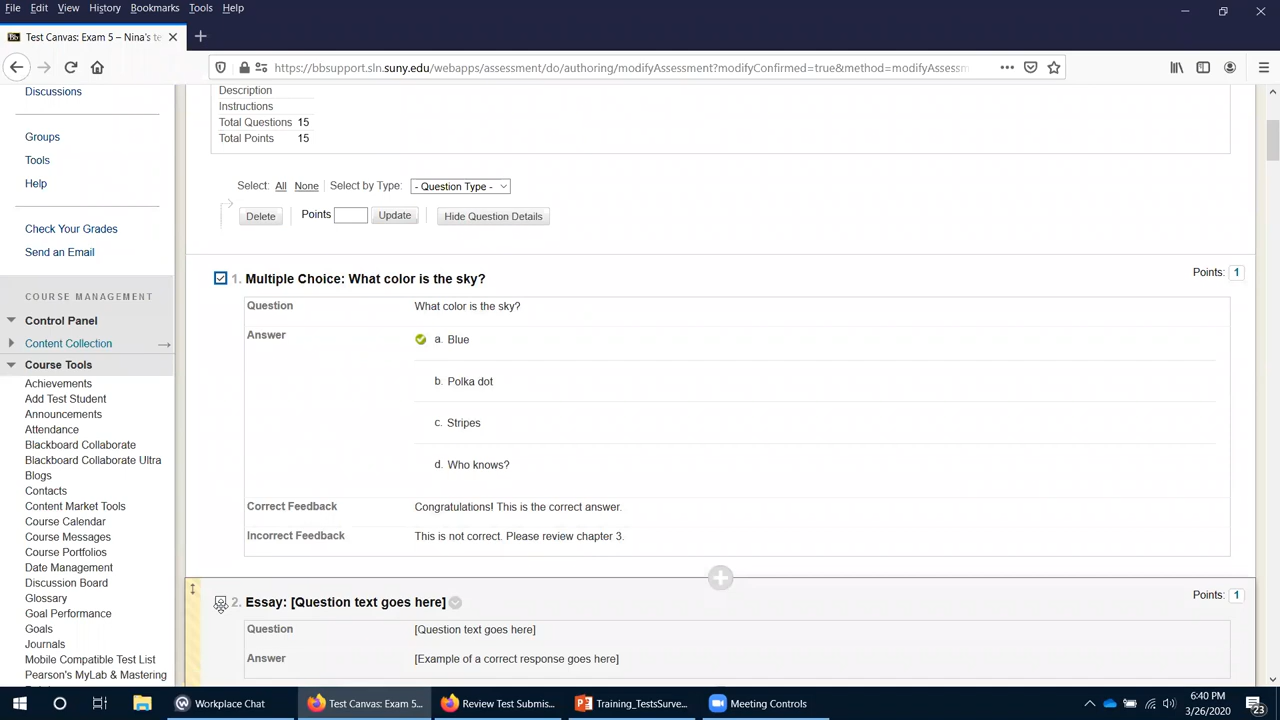 File Edit View History Bookmarks Tools Help
Test Canvas: Exam 5 – Nina's te
https://bbsupport.sln.suny.edu/webapps/assessment/do/authoring/modifyAssessment?modifyConfirmed=true&method=modifyAssessm
Discussions
Groups
Tools
Help
Check Your Grades
Send an Email
COURSE MANAGEMENT
Control Panel
Content Collection
Course Tools
Achievements
Add Test Student
Announcements
Attendance
Blackboard Collaborate
Blackboard Collaborate Ultra
Blogs
Contacts
Content Market Tools
Course Calendar
Course Messages
Course Portfolios
Date Management
Discussion Board
Glossary
Goal Performance
Goals
Journals
Mobile Compatible Test List
Pearson's MyLab & Mastering
Description
Instructions
Total Questions 15
Total Points 15
Select: All None Select by Type: - Question Type -
Delete Points Update Hide Question Details
1. Multiple Choice: What color is the sky? Points: 1
Question What color is the sky?
Answer a. Blue
b. Polka dot
c. Stripes
d. Who knows?
Correct Feedback Congratulations! This is the correct answer.
Incorrect Feedback This is not correct. Please review chapter 3.
2. Essay: [Question text goes here] Points: 1
Question [Question text goes here]
Answer [Example of a correct response goes here]
Workplace Chat Test Canvas: Exam 5... Review Test Submis... Training_TestsSurve... Meeting Controls
6:40 PM
3/26/2020
23